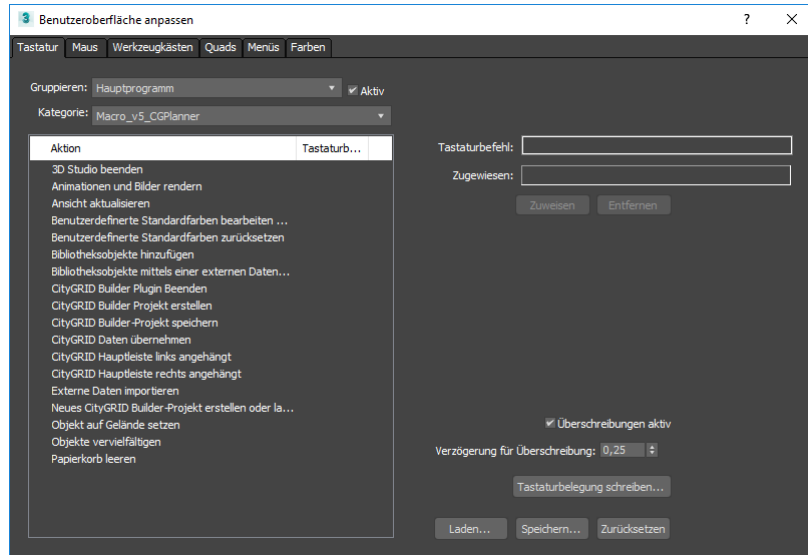 3 Benutzeroberfläche anpassen ? X
Tastatur Maus Werkzeugkästen Quads Menüs Farben
Gruppieren: Hauptprogramm Aktiv
Kategorie: Macro_v5_CGPlanner
Aktion Tastaturb...
3D Studio beenden
Animationen und Bilder rendern
Ansicht aktualisieren
Benutzerdefinierte Standardfarben bearbeiten ...
Benutzerdefinierte Standardfarben zurücksetzen
Bibliotheksobjekte hinzufügen
Bibliotheksobjekte mittels einer externen Daten...
CityGRID Builder Plugin Beenden
CityGRID Builder Projekt erstellen
CityGRID Builder-Projekt speichern
CityGRID Daten übernehmen
CityGRID Hauptleiste links angehängt
CityGRID Hauptleiste rechts angehängt
Externe Daten importieren
Neues CityGRID Builder-Projekt erstellen oder la...
Objekt auf Gelände setzen
Objekte vervielfältigen
Papierkorb leeren
Tastaturbefehl:
Zugewiesen:
Zuweisen Entfernen
Überschreibungen aktiv
Verzögerung für Überschreibung: 0,25
Tastaturbelegung schreiben...
Laden... Speichern... Zurücksetzen